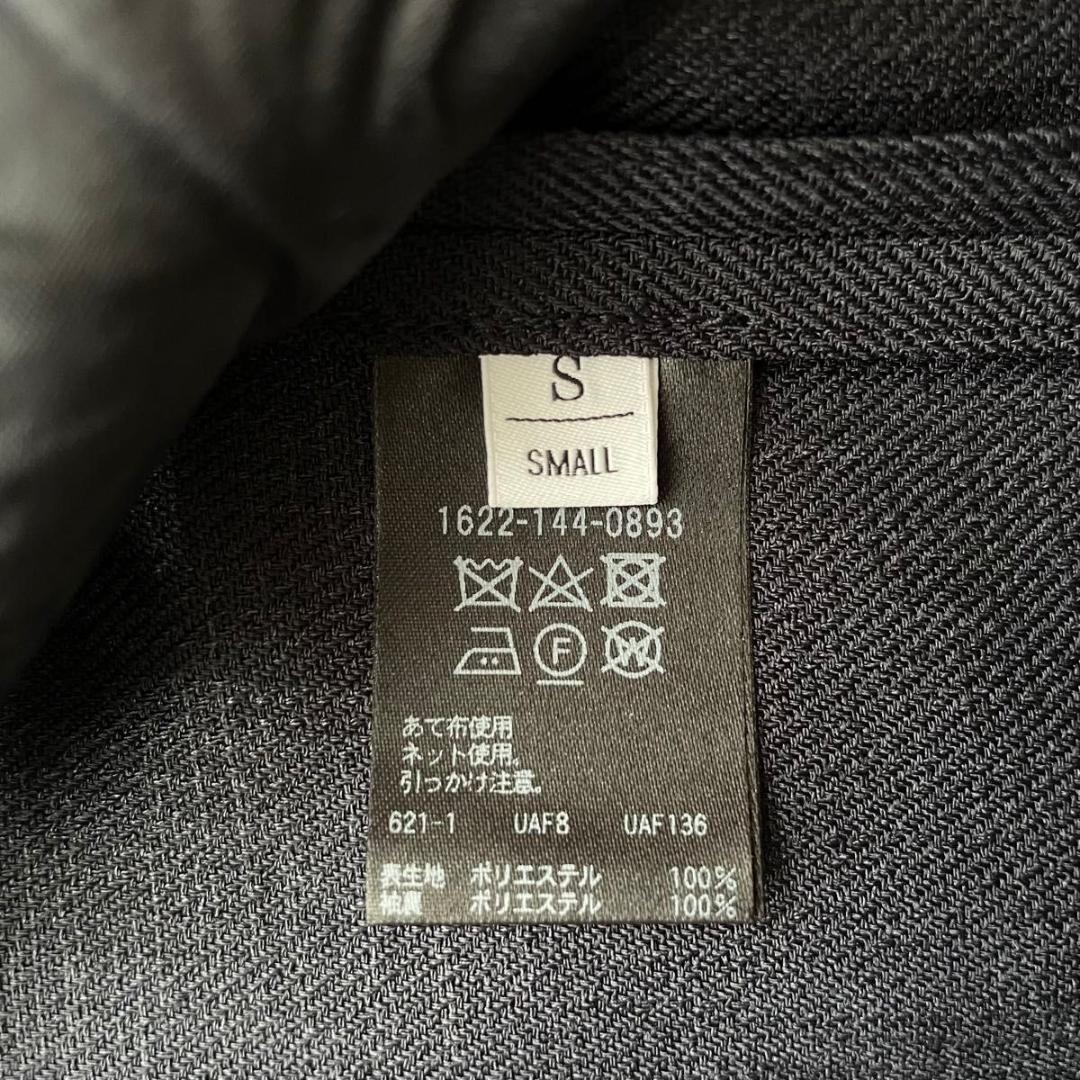 S
SMALL
1622-144-0893
F
W
あて布使用
ネット使用。
引っかけ注意。
621-1 UAF8 UAF136
表生地 ポリエステル 100%
袖裏 ポリエステル 100%